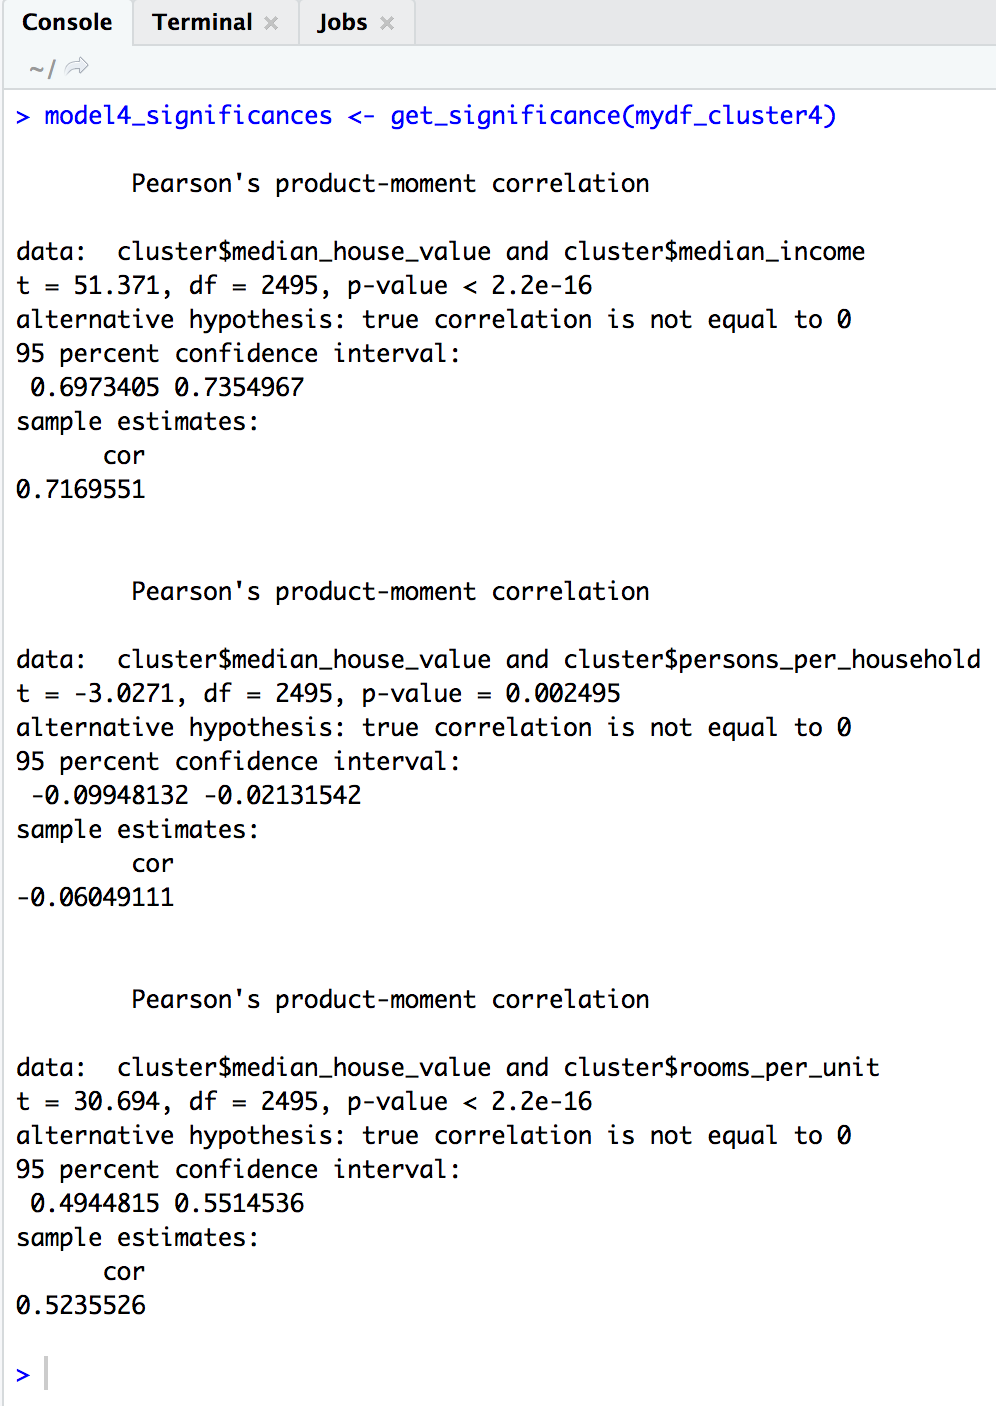 Console Terminal Jobs
~/
> model4_significances <- get_significance(mydf_cluster4)
Pearson's product-moment correlation
data:  cluster$median_house_value and cluster$median_income
t = 51.371, df = 2495, p-value < 2.2e-16
alternative hypothesis: true correlation is not equal to 0
95 percent confidence interval:
0.6973405 0.7354967
sample estimates:
cor
0.7169551
Pearson's product-moment correlation
data:  cluster$median_house_value and cluster$persons_per_household
t = -3.0271, df = 2495, p-value = 0.002495
alternative hypothesis: true correlation is not equal to 0
95 percent confidence interval:
-0.09948132 -0.02131542
sample estimates:
cor
-0.06049111
Pearson's product-moment correlation
data:  cluster$median_house_value and cluster$rooms_per_unit
t = 30.694, df = 2495, p-value < 2.2e-16
alternative hypothesis: true correlation is not equal to 0
95 percent confidence interval:
0.4944815 0.5514536
sample estimates:
cor
0.5235526
>